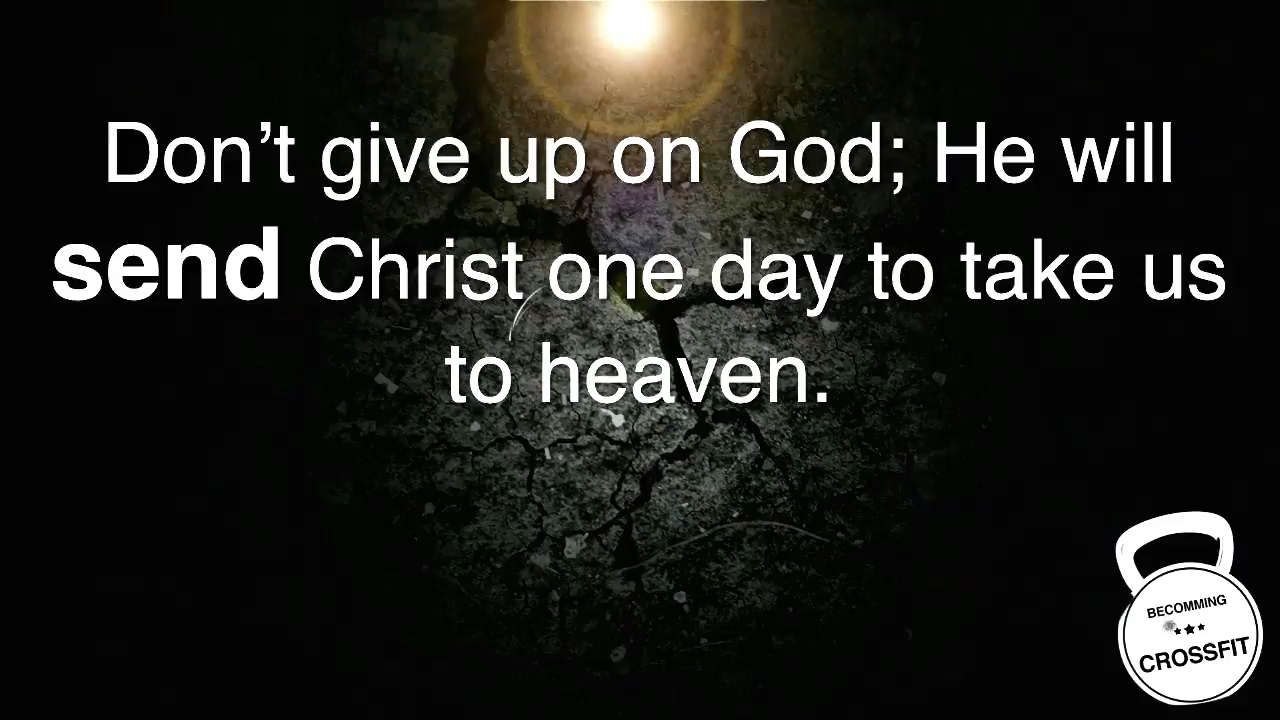 Don’t give up on God; He will
send Christ one day to take us
to heaven.
BECOMMING
CROSSFIT